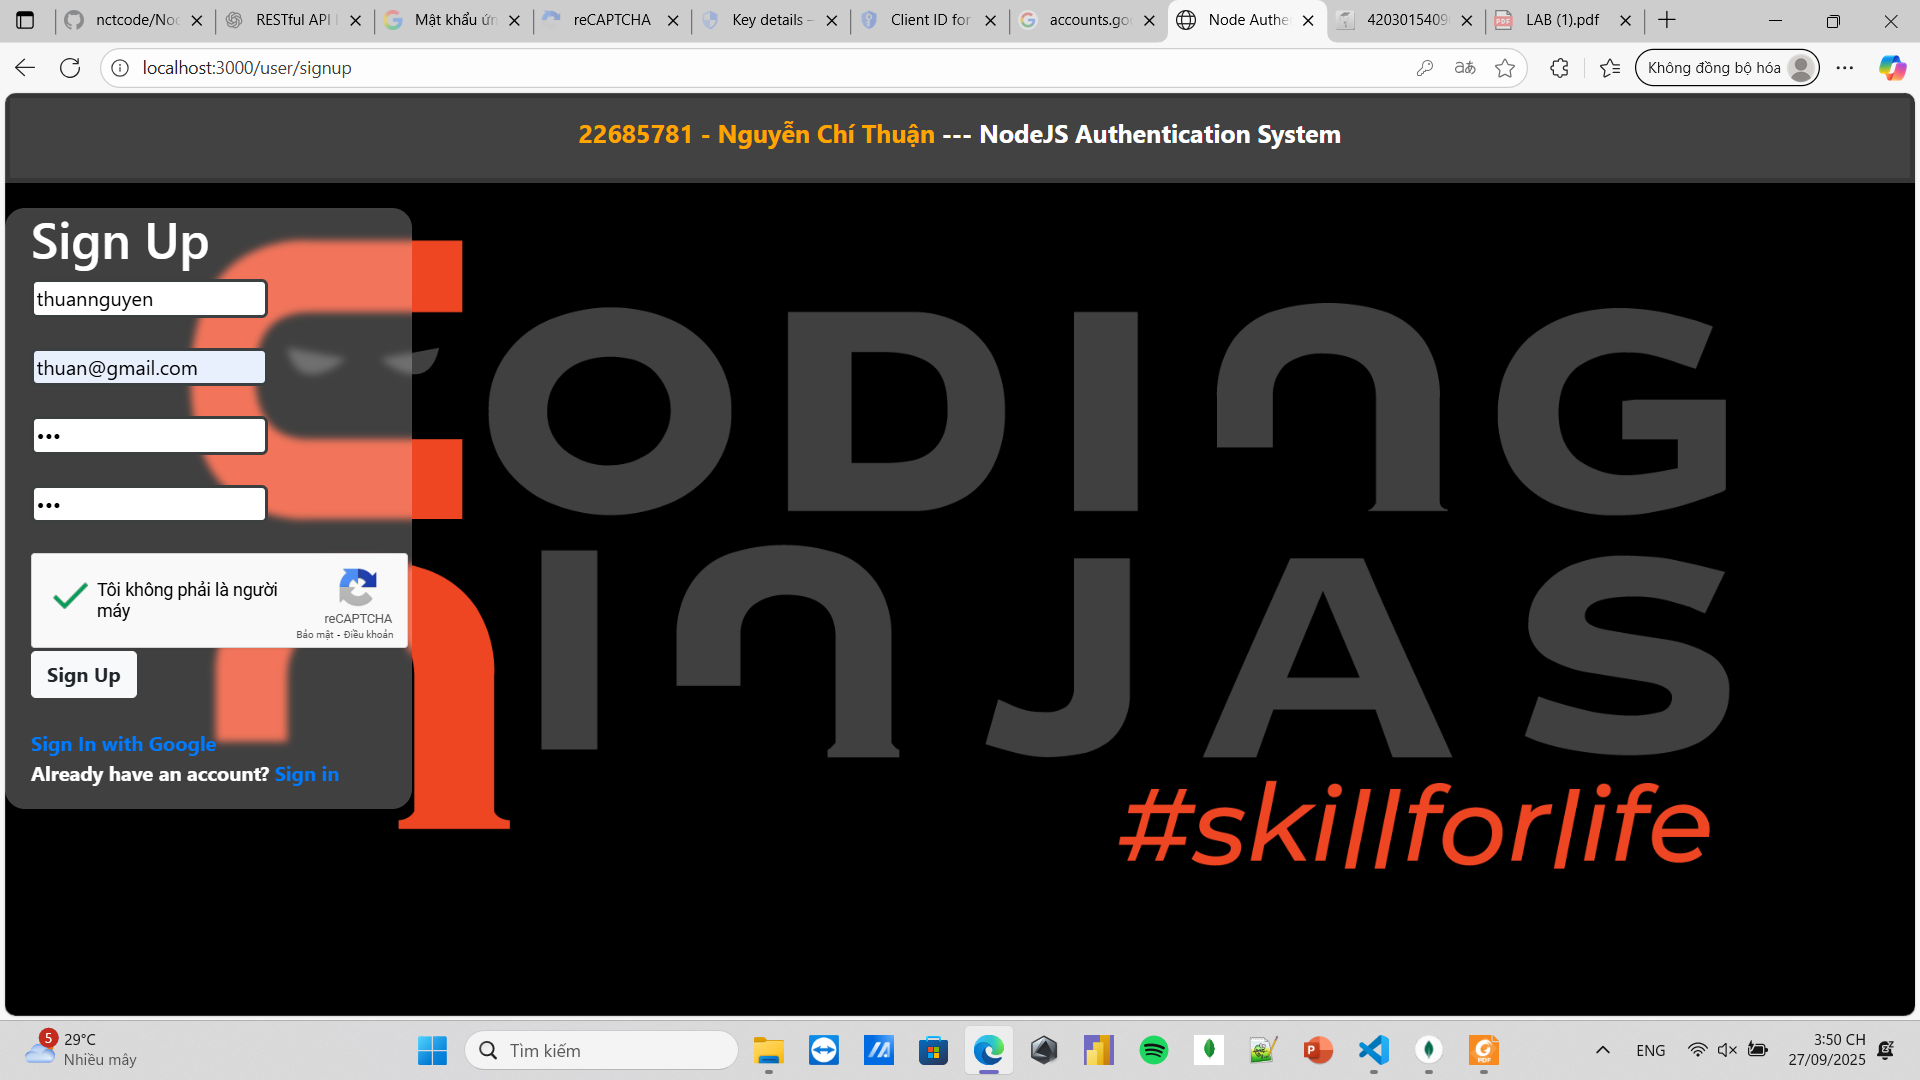 nctcode/Nod
RESTful API
Mật khẩu ứn
reCAPTCHA
Key details –
Client ID for
accounts.goo
Node Authe
4203015409
LAB (1).pdf
localhost:3000/user/signup
Không đồng bộ hóa
22685781 - Nguyễn Chí Thuận --- NodeJS Authentication System
Sign Up
thuannguyen
thuan@gmail.com
•••
•••
Tôi không phải là người
máy
reCAPTCHA
Bảo mật - Điều khoản
Sign Up
Sign In with Google
Already have an account? Sign in
CODING
NINJAS
#skillforlife
5
29°C
Nhiều mây
Tìm kiếm
ENG
3:50 CH
27/09/2025